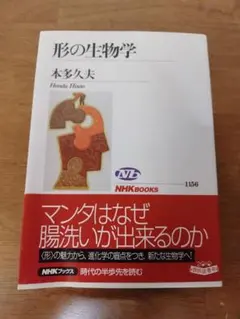 形の生物学
本多久夫
Honda Hisao
NHK BOOKS
1156
マンタはなぜ
腸洗いが出来るのか
〈形〉の魅力から、進化学の盲点をつき、新たな生物学へ!
NHKブックス 時代の半歩先を読む